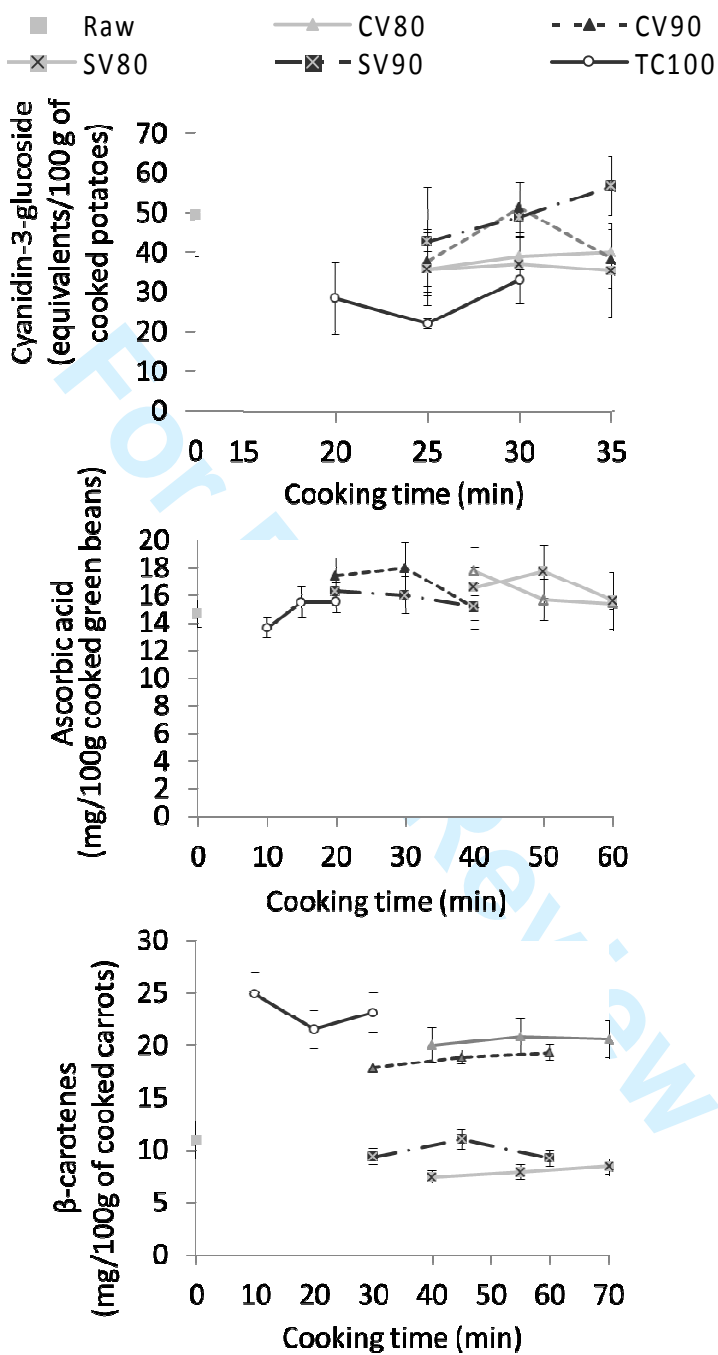 Raw CV80 CV90
SV80 SV90 TC100
Cyanidin-3-glucoside
(equivalents/100g of
cooked potatoes)
70
60
50
40
30
20
10
0
0 15 20 25 30 35
Cooking time (min)
Ascorbic acid
(mg/100g cooked green beans)
20
18
16
14
12
10
8
6
4
2
0
0 10 20 30 40 50 60
Cooking time (min)
β-carotenes
(mg/100g of cooked carrots)
30
25
20
15
10
5
0
0 10 20 30 40 50 60 70
Cooking time (min)
For Review